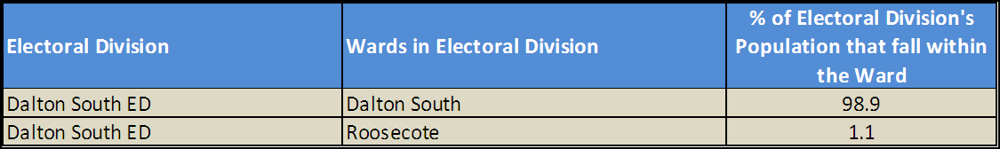 Electoral Division Wards in Electoral Division % of Electoral Division's
Population that fall within
the Ward
Dalton South ED Dalton South 98.9
Dalton South ED Roosecote 1.1